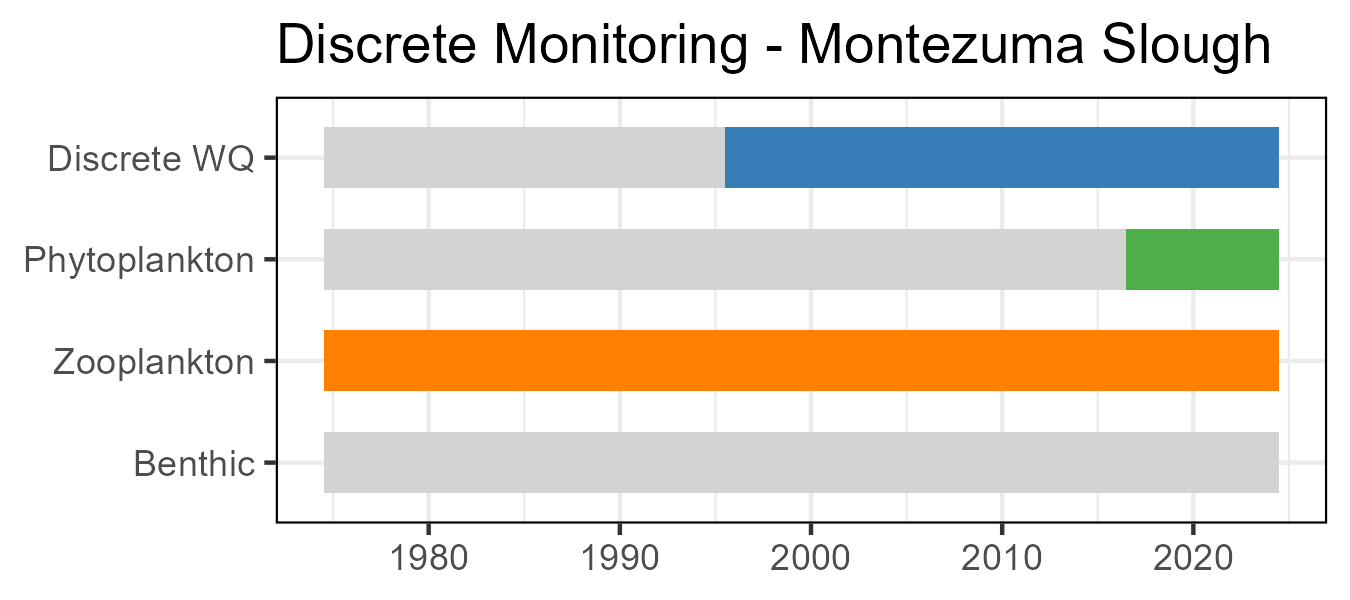 Discrete Monitoring - Montezuma Slough
Discrete WQ
Phytoplankton
Zooplankton
Benthic
1980 1990 2000 2010 2020